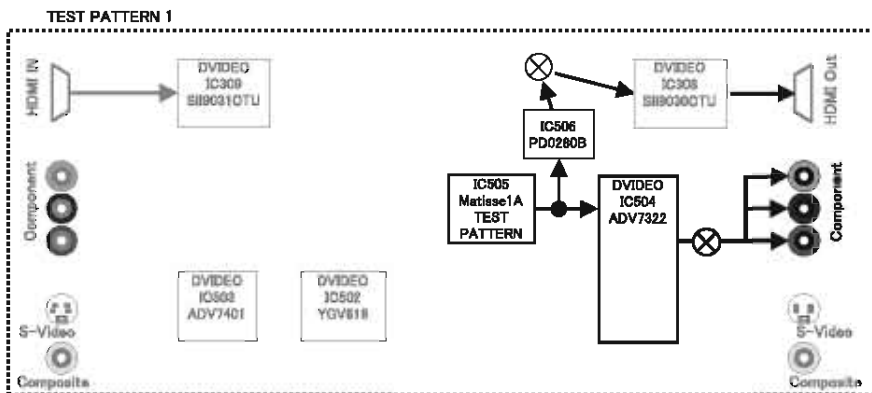 TEST PATTERN 1
HDMI IN
DVIDEO
IC309
SII9031CTU
DVIDEO
IC308
SII9030CTU
HDMI Out
IC506
PD0260B
Component
IC505
Matisse1A
TEST
PATTERN
DVIDEO
IC504
ADV7322
Component
DVIDEO
IC503
ADV7401
DVIDEO
IC502
YGV618
S-Video
Composite
S-Video
Composite